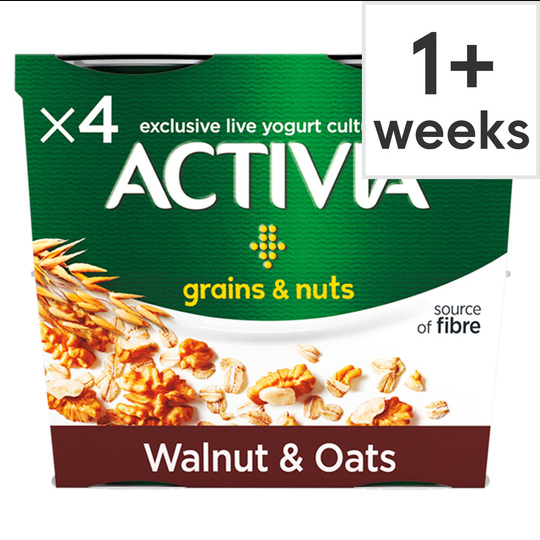 1+
weeks
×4
exclusive live yogurt cult
ACTIVIA
grains & nuts
source
of fibre
Walnut & Oats